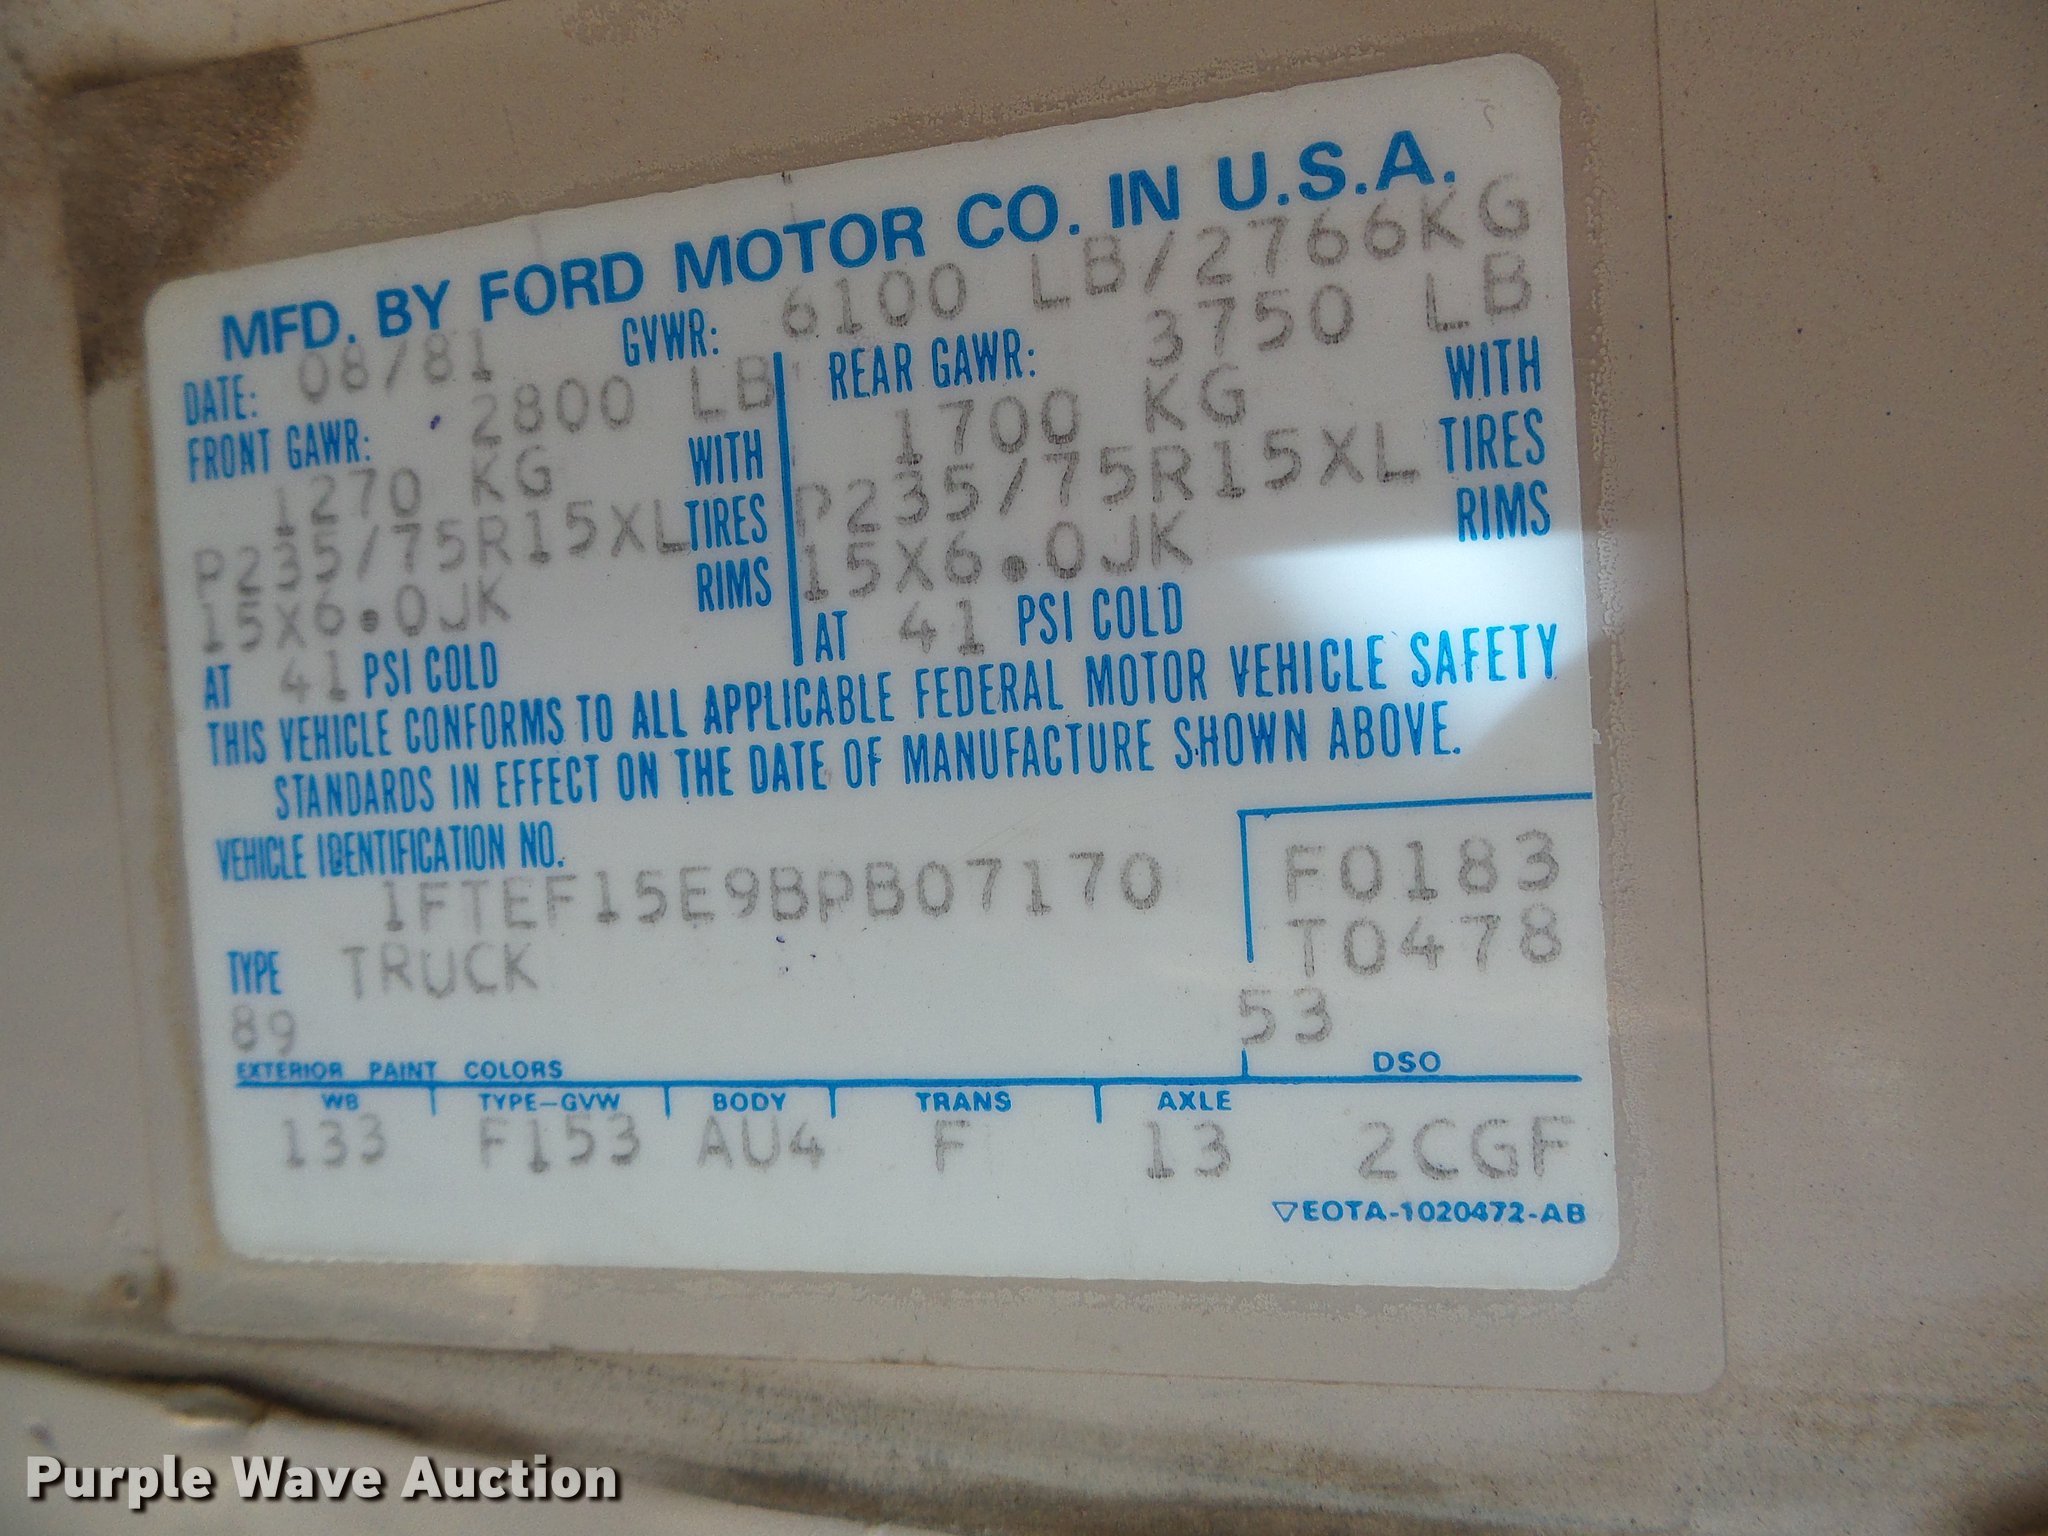 MFD. BY FORD MOTOR CO. IN U.S.A.
DATE: 08/81 GVWR: 6100 LB/2766KG
FRONT GAWR: 2800 LB
1270 KG WITH
P235/75R15XL TIRES
15X6.0JK RIMS
AT 41 PSI COLD
REAR GAWR: 3750 LB
1700 KG WITH
P235/75R15XL TIRES
15X6.0JK RIMS
AT 41 PSI COLD
THIS VEHICLE CONFORMS TO ALL APPLICABLE FEDERAL MOTOR VEHICLE SAFETY
STANDARDS IN EFFECT ON THE DATE OF MANUFACTURE SHOWN ABOVE.
VEHICLE IDENTIFICATION NO.
1FTEF15E9BPB07170
F0183
T0478
TYPE TRUCK
89 53
EXTERIOR PAINT COLORS DSO
WB TYPE-GVW BODY TRANS AXLE
133 F153 AU4 F 13 2CGF
▽EOTA-1020472-AB
Purple Wave Auction